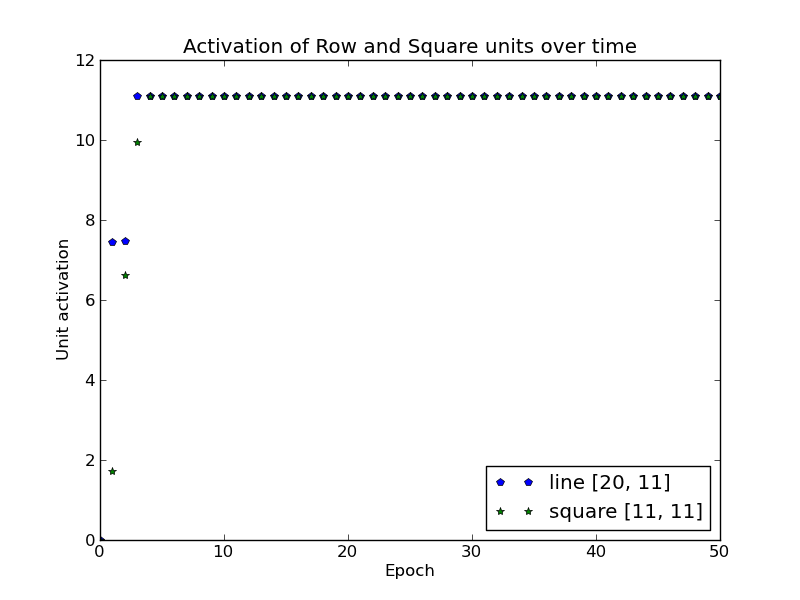 Activation of Row and Square units over time
12
10
8
6
4
2
0
Unit activation
line [20, 11]
square [11, 11]
0 10 20 30 40 50
Epoch